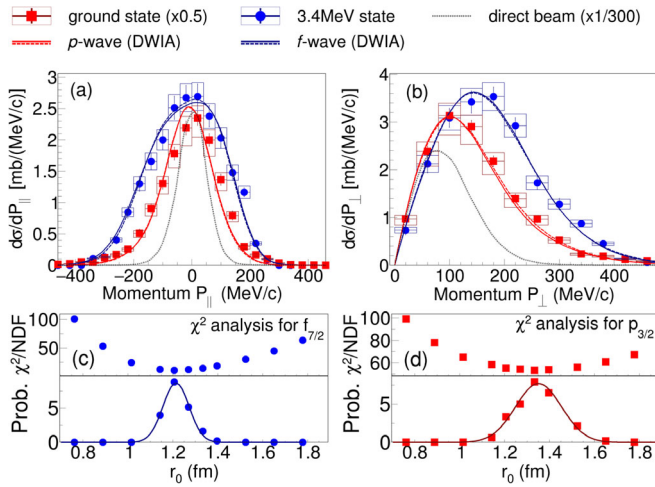 ground state (x0.5) 3.4MeV state direct beam (x1/300)
p-wave (DWIA) f-wave (DWIA)
(a) (b)
dσ/dP∥ [mb/(MeV/c)]
3
2.5
2
1.5
1
0.5
0
−400 −200 0 200 400
Momentum P∥ (MeV/c)
dσ/dP⊥ [mb/(MeV/c)]
4
3
2
1
0
0 100 200 300 400
Momentum P⊥ (MeV/c)
χ² analysis for f7/2
(c)
Prob. χ²/NDF
100
50
5
0
0.8 1 1.2 1.4 1.6 1.8
r0 (fm)
χ² analysis for p3/2
(d)
Prob. χ²/NDF
100
80
60
5
0
0.8 1 1.2 1.4 1.6 1.8
r0 (fm)